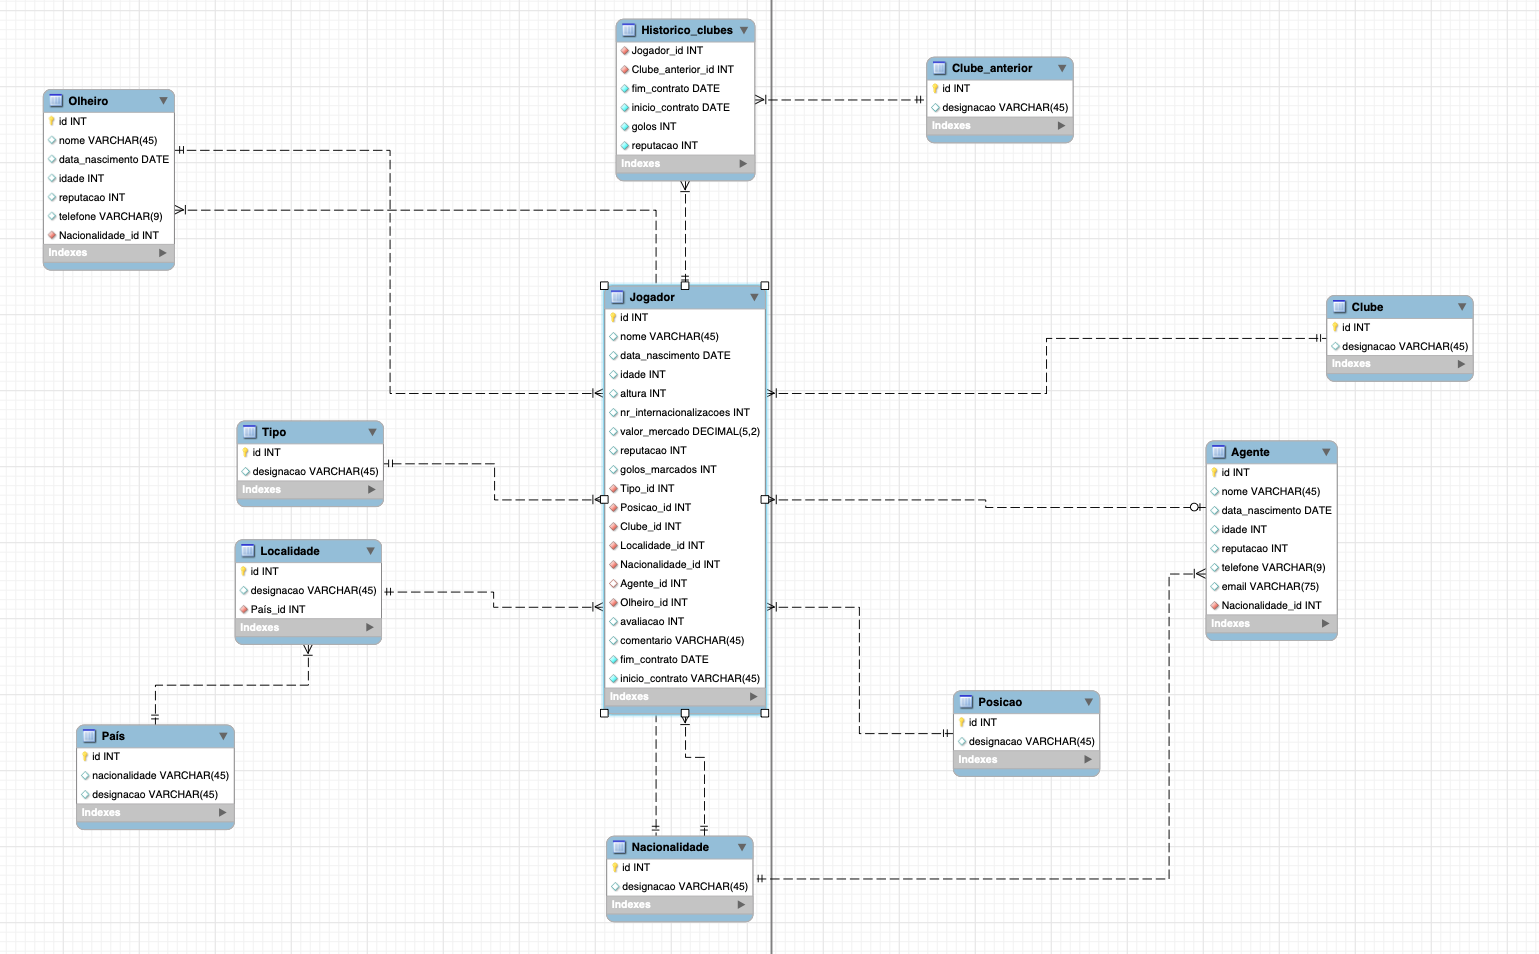 Historico_clubes
Jogador_id INT
Clube_anterior_id INT
fim_contrato DATE
inicio_contrato DATE
golos INT
reputacao INT
Indexes
Clube_anterior
id INT
designacao VARCHAR(45)
Indexes
Olheiro
id INT
nome VARCHAR(45)
data_nascimento DATE
idade INT
reputacao INT
telefone VARCHAR(9)
Nacionalidade_id INT
Indexes
Jogador
id INT
nome VARCHAR(45)
data_nascimento DATE
idade INT
altura INT
nr_internacionalizacoes INT
valor_mercado DECIMAL(5,2)
reputacao INT
golos_marcados INT
Tipo_id INT
Posicao_id INT
Clube_id INT
Localidade_id INT
Nacionalidade_id INT
Agente_id INT
Olheiro_id INT
avaliacao INT
comentario VARCHAR(45)
fim_contrato DATE
inicio_contrato VARCHAR(45)
Indexes
Clube
id INT
designacao VARCHAR(45)
Indexes
Tipo
id INT
designacao VARCHAR(45)
Indexes
Agente
id INT
nome VARCHAR(45)
data_nascimento DATE
idade INT
reputacao INT
telefone VARCHAR(9)
email VARCHAR(75)
Nacionalidade_id INT
Indexes
Localidade
id INT
designacao VARCHAR(45)
País_id INT
Indexes
Posicao
id INT
designacao VARCHAR(45)
Indexes
País
id INT
nacionalidade VARCHAR(45)
designacao VARCHAR(45)
Indexes
Nacionalidade
id INT
designacao VARCHAR(45)
Indexes